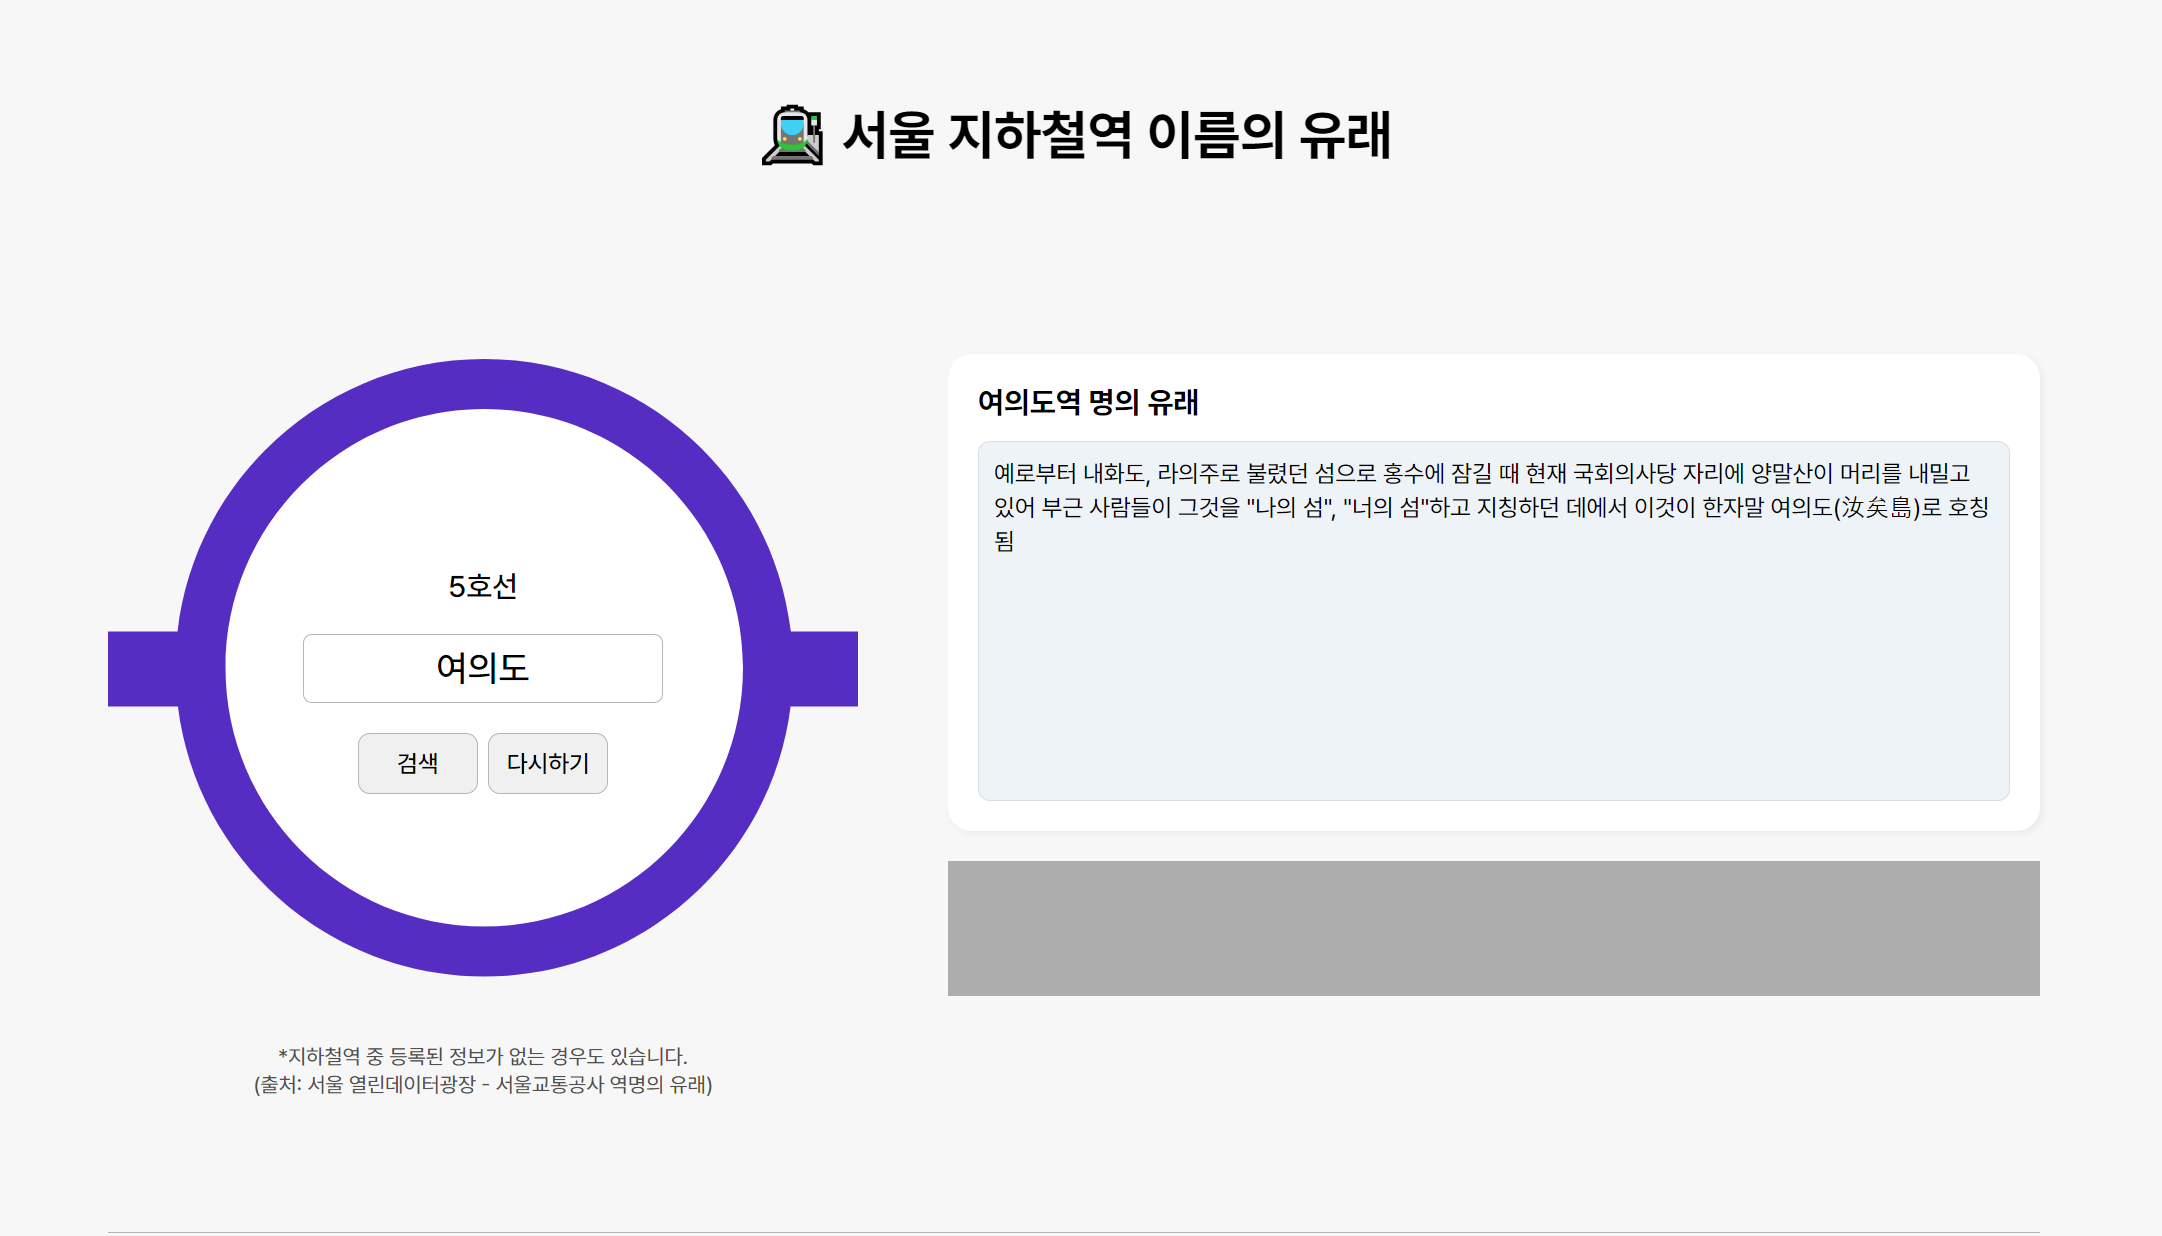 서울 지하철역 이름의 유래
5호선
여의도
검색 다시하기
*지하철역 중 등록된 정보가 없는 경우도 있습니다.
(출처: 서울 열린데이터광장 - 서울교통공사 역명의 유래)
여의도역 명의 유래
예로부터 내화도, 라의주로 불렸던 섬으로 홍수에 잠길 때 현재 국회의사당 자리에 양말산이 머리를 내밀고
있어 부근 사람들이 그것을 "나의 섬", "너의 섬"하고 지칭하던 데에서 이것이 한자말 여의도(汝矣島)로 호칭
됨